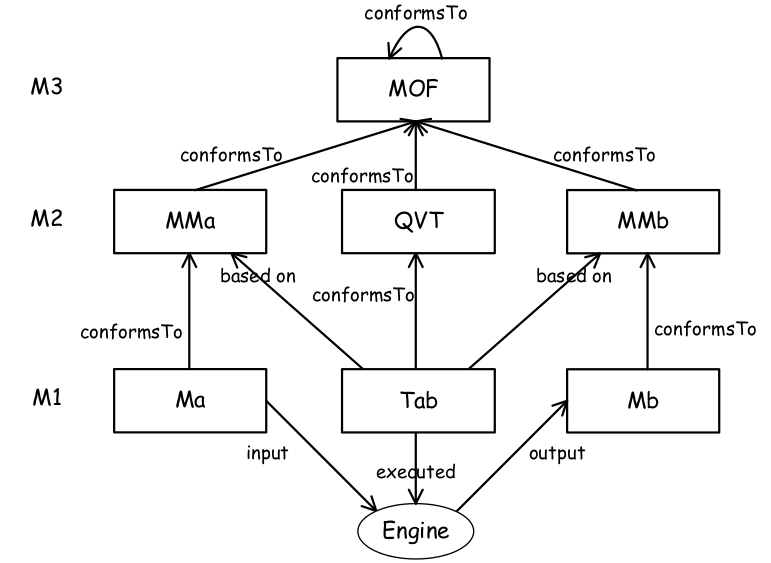 conformsTo
M3
MOF
conformsTo
conformsTo
conformsTo
M2
MMa
QVT
MMb
based on
based on
conformsTo
conformsTo
conformsTo
M1
Ma
Tab
Mb
input
executed
output
Engine